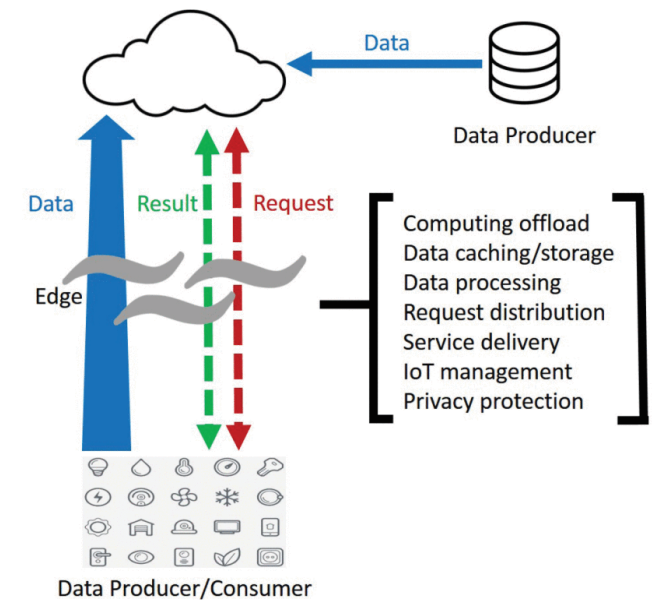 Data
Data Producer
Data
Result
Request
Edge
Computing offload
Data caching/storage
Data processing
Request distribution
Service delivery
IoT management
Privacy protection
Data Producer/Consumer